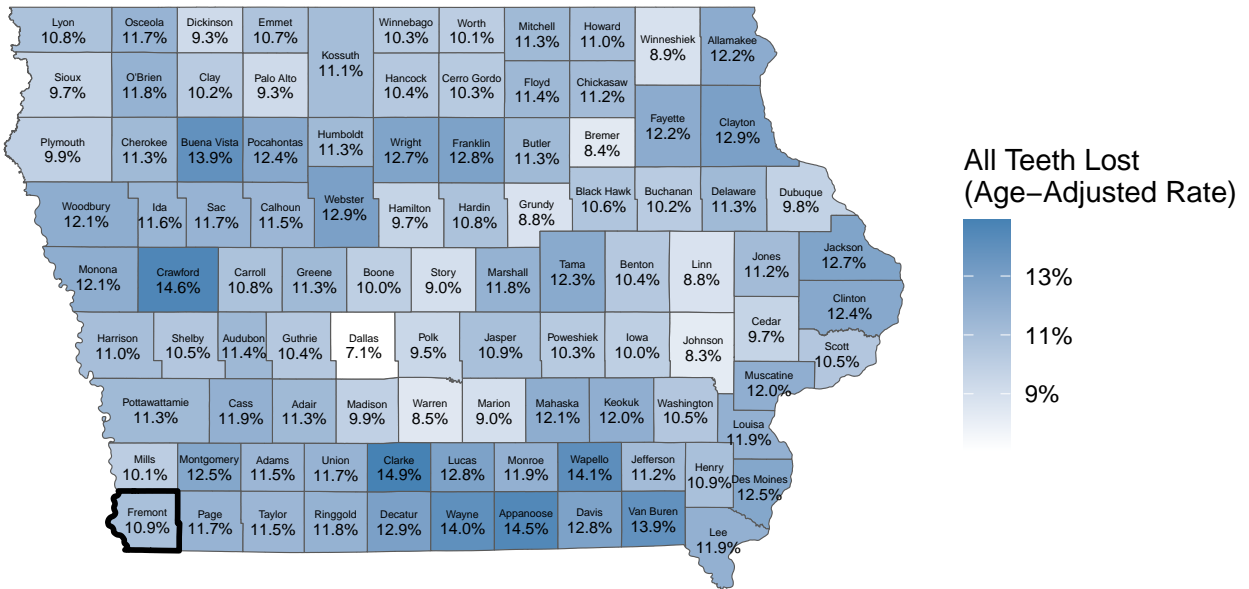 Lyon
10.8%
Osceola
11.7%
Dickinson
9.3%
Emmet
10.7%
Kossuth
11.1%
Winnebago
10.3%
Worth
10.1%
Mitchell
11.3%
Howard
11.0%
Winneshiek
8.9%
Allamakee
12.2%
Sioux
9.7%
O'Brien
11.8%
Clay
10.2%
Palo Alto
9.3%
Hancock
10.4%
Cerro Gordo
10.3%
Floyd
11.4%
Chickasaw
11.2%
Fayette
12.2%
Clayton
12.9%
Plymouth
9.9%
Cherokee
11.3%
Buena Vista
13.9%
Pocahontas
12.4%
Humboldt
11.3%
Wright
12.7%
Franklin
12.8%
Butler
11.3%
Bremer
8.4%
Woodbury
12.1%
Ida
11.6%
Sac
11.7%
Calhoun
11.5%
Webster
12.9%
Hamilton
9.7%
Hardin
10.8%
Grundy
8.8%
Black Hawk
10.6%
Buchanan
10.2%
Delaware
11.3%
Dubuque
9.8%
Monona
12.1%
Crawford
14.6%
Carroll
10.8%
Greene
11.3%
Boone
10.0%
Story
9.0%
Marshall
11.8%
Tama
12.3%
Benton
10.4%
Linn
8.8%
Jones
11.2%
Jackson
12.7%
Clinton
12.4%
Harrison
11.0%
Shelby
10.5%
Audubon
11.4%
Guthrie
10.4%
Dallas
7.1%
Polk
9.5%
Jasper
10.9%
Poweshiek
10.3%
Iowa
10.0%
Johnson
8.3%
Cedar
9.7%
Scott
10.5%
Muscatine
12.0%
Pottawattamie
11.3%
Cass
11.9%
Adair
11.3%
Madison
9.9%
Warren
8.5%
Marion
9.0%
Mahaska
12.1%
Keokuk
12.0%
Washington
10.5%
Louisa
11.9%
Mills
10.1%
Montgomery
12.5%
Adams
11.5%
Union
11.7%
Clarke
14.9%
Lucas
12.8%
Monroe
11.9%
Wapello
14.1%
Jefferson
11.2%
Henry
10.9%
Des Moines
12.5%
Fremont
10.9%
Page
11.7%
Taylor
11.5%
Ringgold
11.8%
Decatur
12.9%
Wayne
14.0%
Appanoose
14.5%
Davis
12.8%
Van Buren
13.9%
Lee
11.9%
All Teeth Lost
(Age−Adjusted Rate)
13%
11%
9%